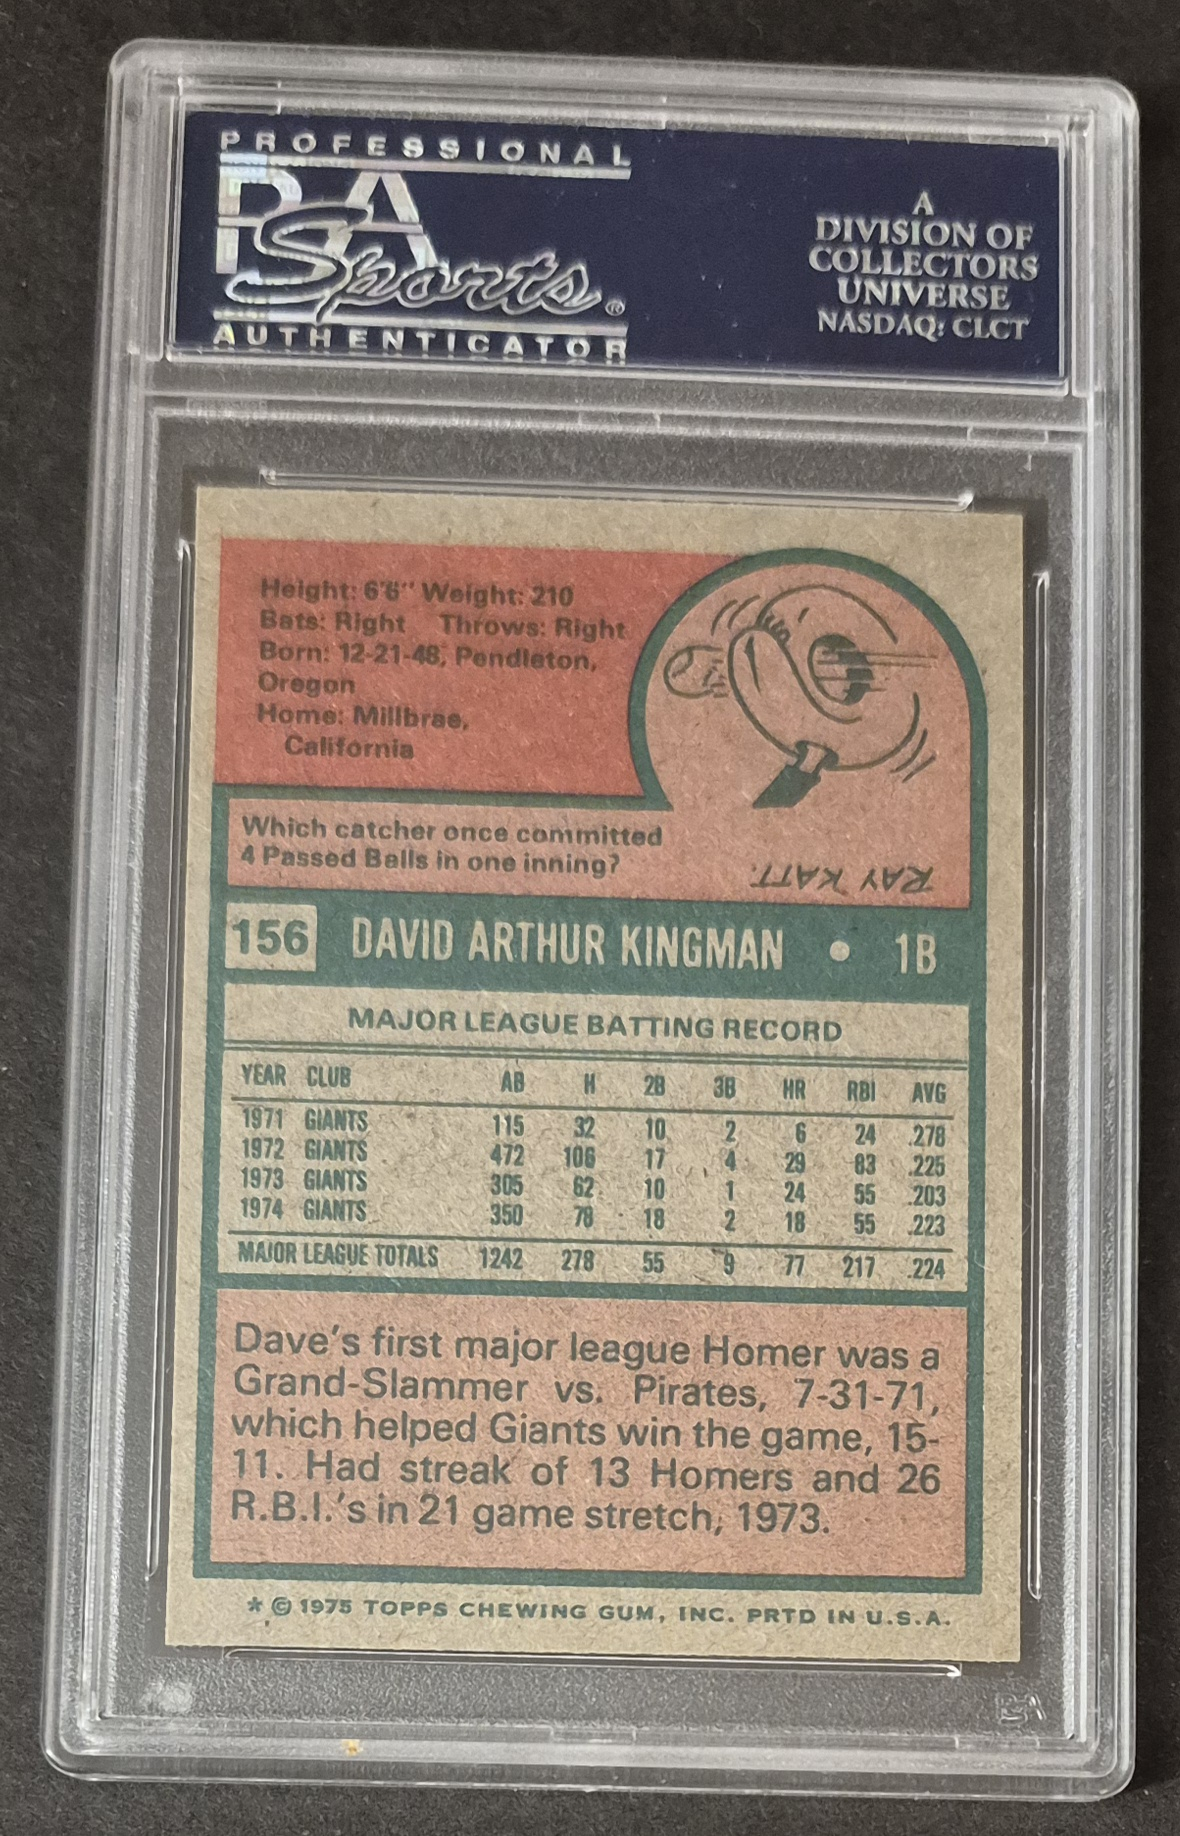 PROFESSIONAL
PSA
Sports®
AUTHENTICATOR
A
DIVISION OF
COLLECTORS
UNIVERSE
NASDAQ: CLCT
Height: 6'6" Weight: 210
Bats: Right Throws: Right
Born: 12-21-48, Pendleton,
Oregon
Home: Millbrae,
California
Which catcher once committed
4 Passed Balls in one inning?
RAY KATT.
156 DAVID ARTHUR KINGMAN • 1B
MAJOR LEAGUE BATTING RECORD
YEAR CLUB AB H 2B 3B HR RBI AVG
1971 GIANTS 115 32 10 2 6 24 .278
1972 GIANTS 472 106 17 4 29 83 .225
1973 GIANTS 305 62 10 1 24 55 .203
1974 GIANTS 350 78 18 2 18 55 .223
MAJOR LEAGUE TOTALS 1242 278 55 9 77 217 .224
Dave's first major league Homer was a
Grand-Slammer vs. Pirates, 7-31-71,
which helped Giants win the game, 15-
11. Had streak of 13 Homers and 26
R.B.I.'s in 21 game stretch, 1973.
* © 1975 TOPPS CHEWING GUM, INC. PRTD IN U.S.A.
PSA